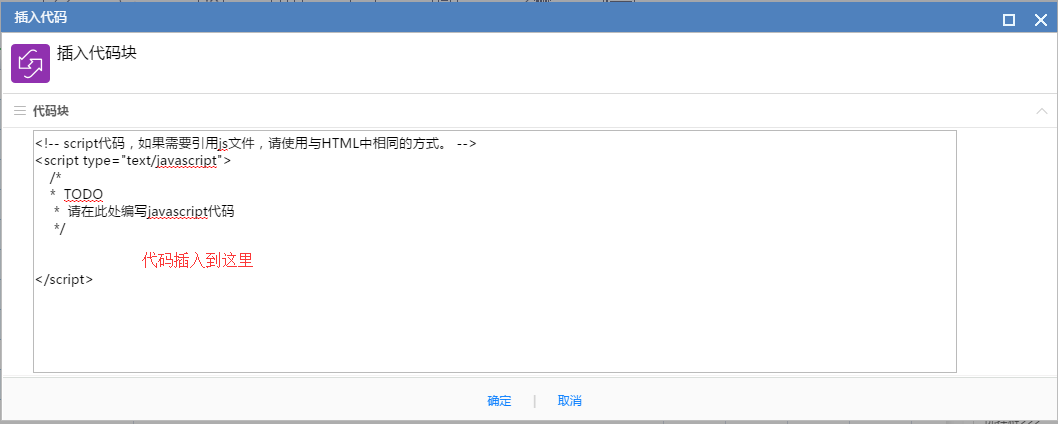 插入代码
插入代码块
代码块
<!-- script代码，如果需要引用js文件，请使用与HTML中相同的方式。 -->
<script type="text/javascript">
/*
* TODO
* 请在此处编写javascript代码
*/
代码插入到这里
</script>
确定 | 取消